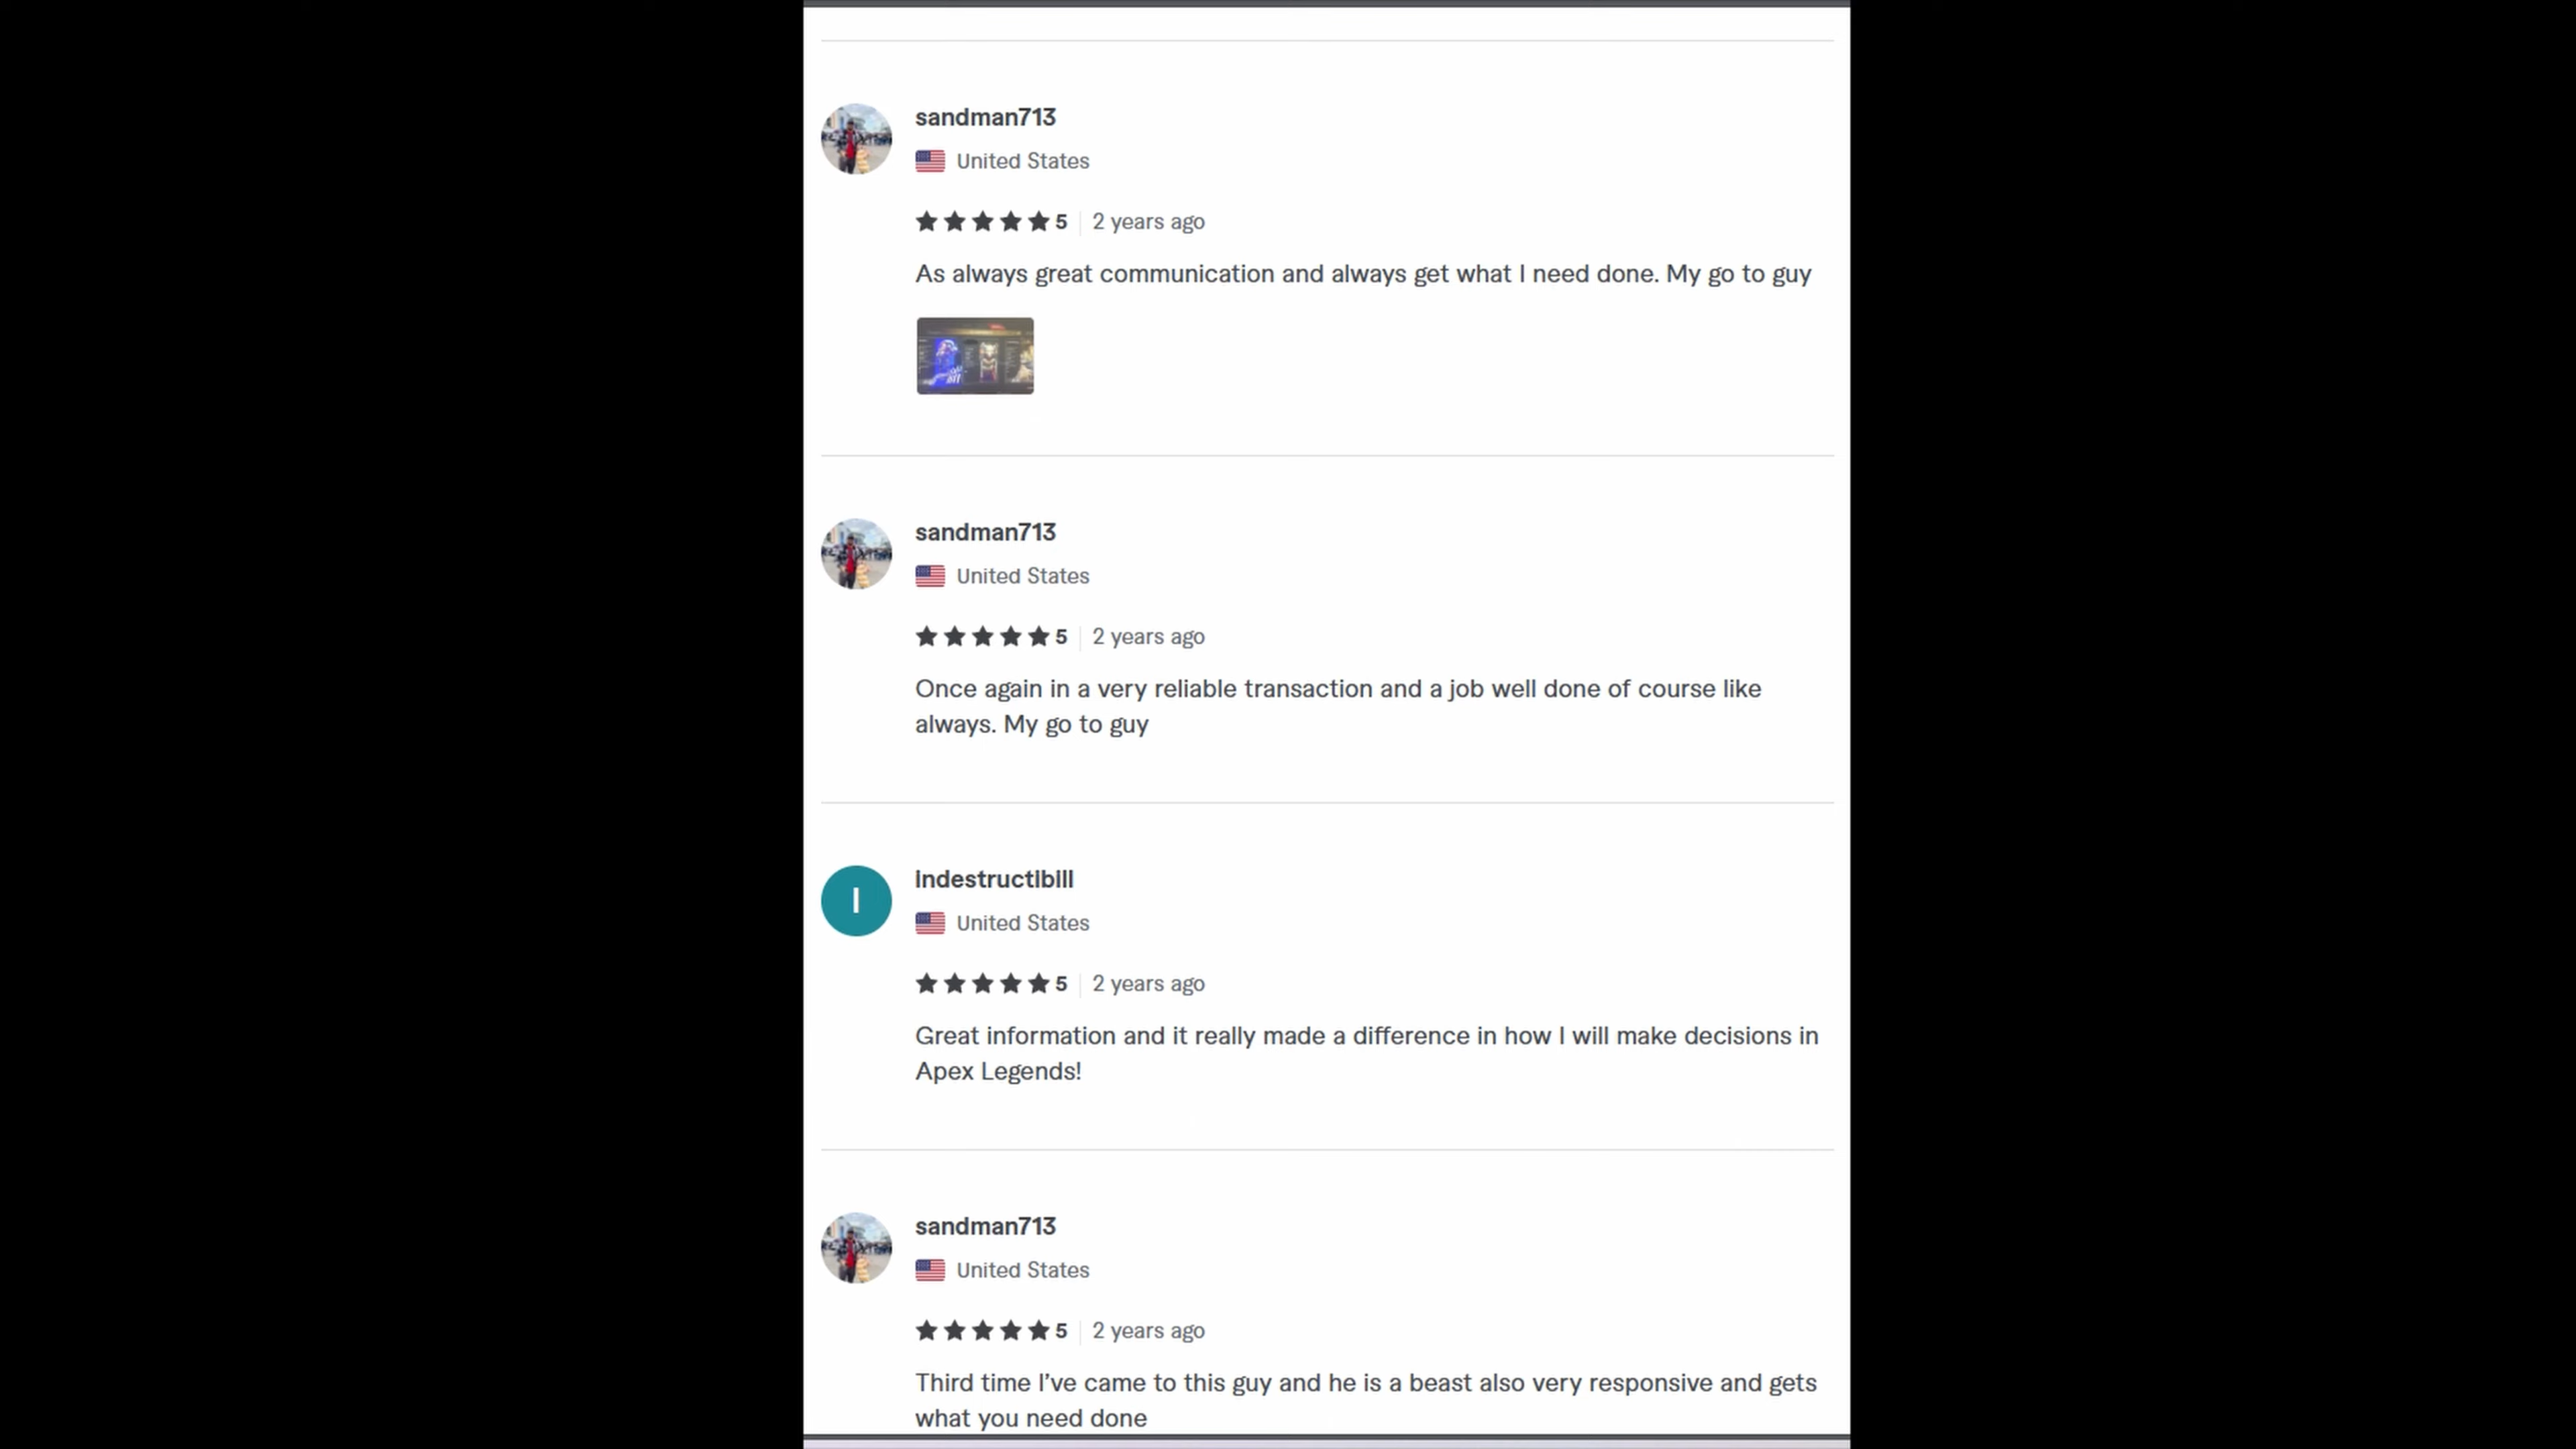 sandman713
United States
5 2 years ago
As always great communication and always get what I need done. My go to guy
sandman713
United States
5 2 years ago
Once again in a very reliable transaction and a job well done of course like
always. My go to guy
I
indestructibill
United States
5 2 years ago
Great information and it really made a difference in how I will make decisions in
Apex Legends!
sandman713
United States
5 2 years ago
Third time I've came to this guy and he is a beast also very responsive and gets
what you need done